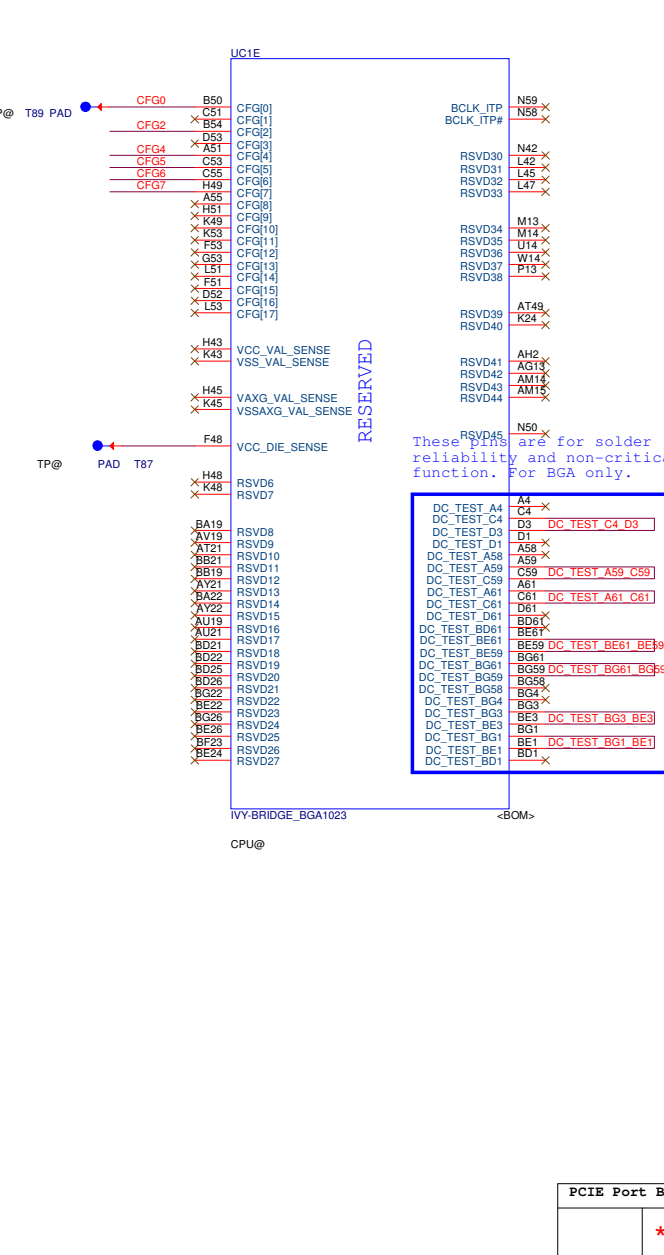 UC1E
P@ T89 PAD
CFG0 B50 CFG[0]
C51 CFG[1]
CFG2 B54 CFG[2]
D53 CFG[3]
CFG4 A51 CFG[4]
CFG5 C53 CFG[5]
CFG6 C55 CFG[6]
CFG7 H49 CFG[7]
A55 CFG[8]
H51 CFG[9]
K49 CFG[10]
K53 CFG[11]
F53 CFG[12]
G53 CFG[13]
L51 CFG[14]
F51 CFG[15]
D52 CFG[16]
L53 CFG[17]
H43 VCC_VAL_SENSE
K43 VSS_VAL_SENSE
H45 VAXG_VAL_SENSE
K45 VSSAXG_VAL_SENSE
F48 VCC_DIE_SENSE
TP@ PAD T87
H48 RSVD6
K48 RSVD7
BA19 RSVD8
AV19 RSVD9
AT21 RSVD10
BB21 RSVD11
BB19 RSVD12
AY21 RSVD13
BA22 RSVD14
AY22 RSVD15
AU19 RSVD16
AU21 RSVD17
BD21 RSVD18
BD22 RSVD19
BD25 RSVD20
BD26 RSVD21
BG22 RSVD22
BE22 RSVD23
BG26 RSVD24
BE26 RSVD25
BF23 RSVD26
BE24 RSVD27
RESERVED
BCLK_ITP N59
BCLK_ITP# N58
RSVD30 N42
RSVD31 L42
RSVD32 L45
RSVD33 L47
RSVD34 M13
RSVD35 M14
RSVD36 U14
RSVD37 W14
RSVD38 P13
RSVD39 AT49
RSVD40 K24
RSVD41 AH2
RSVD42 AG13
RSVD43 AM14
RSVD44 AM15
RSVD45 N50
These pins are for solder
reliability and non-critica
function. For BGA only.
DC_TEST_A4 A4
DC_TEST_C4 C4
DC_TEST_D3 D3 DC_TEST_C4_D3
DC_TEST_D1 D1
DC_TEST_A58 A58
DC_TEST_A59 A59
DC_TEST_C59 C59 DC_TEST_A59_C59
DC_TEST_A61 A61
DC_TEST_C61 C61 DC_TEST_A61_C61
DC_TEST_D61 D61
DC_TEST_BD61 BD61
DC_TEST_BE61 BE61
DC_TEST_BE59 BE59 DC_TEST_BE61_BE59
DC_TEST_BG61 BG61
DC_TEST_BG59 BG59 DC_TEST_BG61_BG59
DC_TEST_BG58 BG58
DC_TEST_BG4 BG4
DC_TEST_BG3 BG3
DC_TEST_BE3 BE3 DC_TEST_BG3_BE3
DC_TEST_BG1 BG1
DC_TEST_BE1 BE1 DC_TEST_BG1_BE1
DC_TEST_BD1 BD1
IVY-BRIDGE_BGA1023 <BOM>
CPU@
PCIE Port B
*